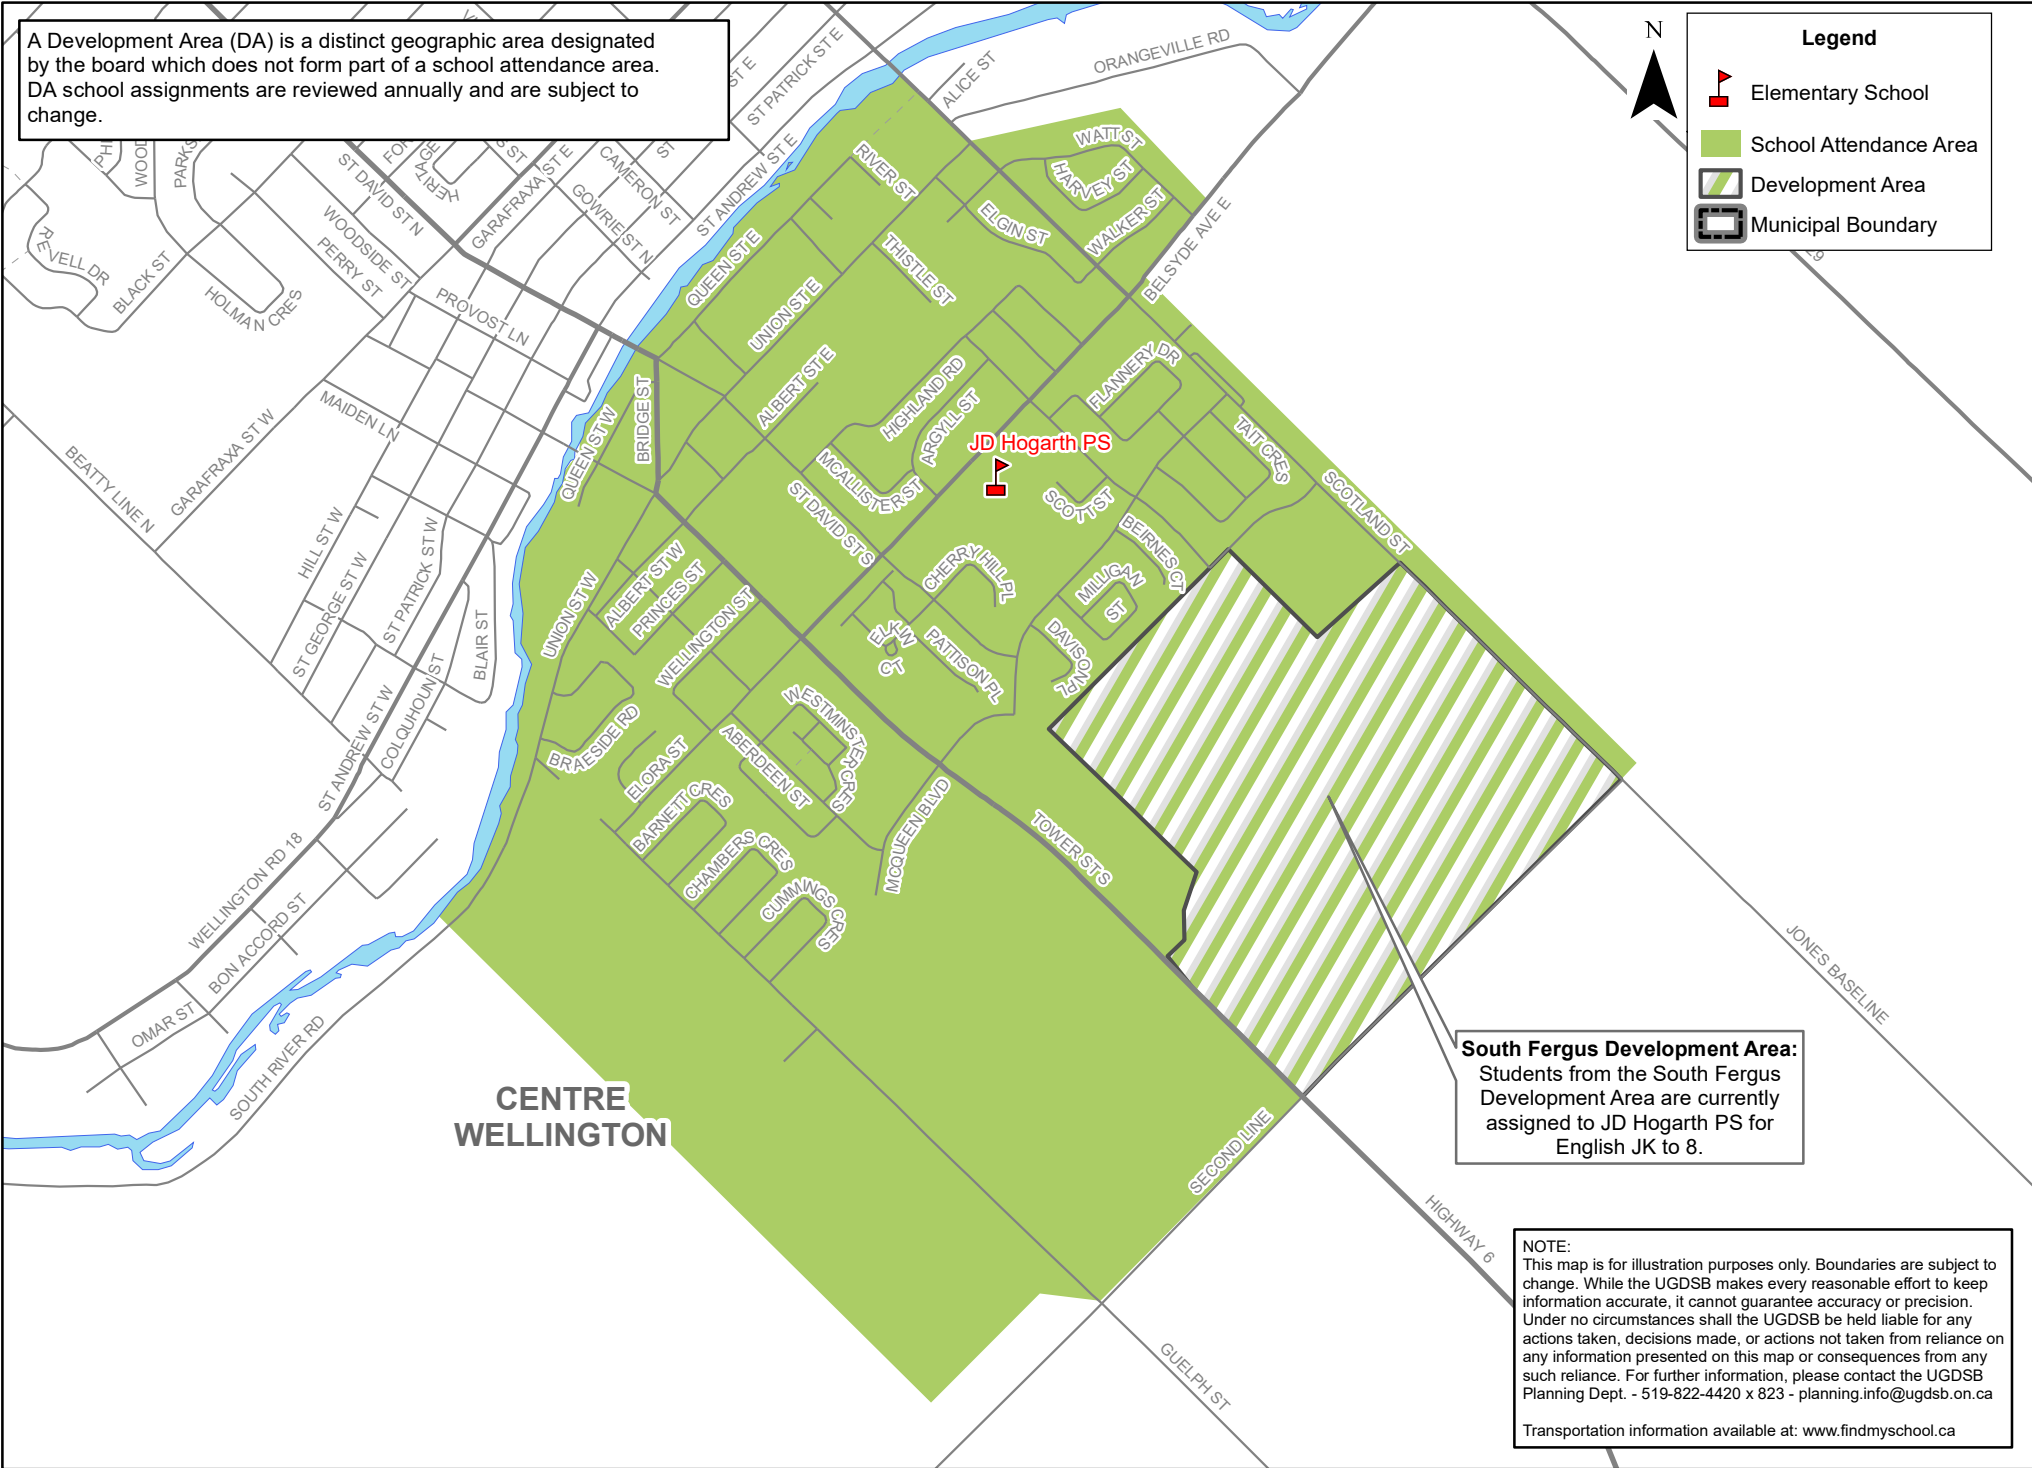 A Development Area (DA) is a distinct geographic area designated
by the board which does not form part of a school attendance area.
DA school assignments are reviewed annually and are subject to
change.
N
Legend
Elementary School
School Attendance Area
Development Area
Municipal Boundary
ORANGEVILLE RD
ALICE ST
ST PATRICK ST E
WATT ST
HARVEY ST
WALKER ST
ELGIN ST
RIVER ST
BELSYDE AVE E
THISTLE ST
QUEEN ST E
UNION ST E
ALBERT ST E
ST ANDREW ST E
CAMERON ST
GOWRIE ST N
GARAFRAXA ST E
ST DAVID ST N
WOODSIDE ST
PERRY ST
PROVOST LN
REVELL DR
BLACK ST
HOLMAN CRES
MAIDEN LN
GARAFRAXA ST W
BEATTY LINE N
HILL ST W
ST GEORGE ST W
ST PATRICK ST W
BLAIR ST
COLQUHOUN ST
ST ANDREW ST W
WELLINGTON RD 18
BON ACCORD ST
OMAR ST
SOUTH RIVER RD
BRIDGE ST
QUEEN ST W
HIGHLAND RD
ARGYLL ST
FLANNERY DR
JD Hogarth PS
MCALLISTER ST
ST DAVID ST S
SCOTT ST
TAIT CRES
SCOTLAND ST
BEIRNES CT
MILLIGAN
ST
CHERRY HILL PL
DAVISON PL
PATTISON PL
ELK W
CT
UNION ST W
ALBERT ST W
PRINCES ST
WELLINGTON ST
WESTMINSTER CRES
ABERDEEN ST
BRAESIDE RD
ELORA ST
BARNETT CRES
CHAMBERS CRES
CUMMINGS CRES
MCQUEEN BLVD
TOWER ST S
JONES BASELINE
CENTRE
WELLINGTON
SECOND LINE
HIGHWAY 6
GUELPH ST
South Fergus Development Area:
Students from the South Fergus
Development Area are currently
assigned to JD Hogarth PS for
English JK to 8.
NOTE:
This map is for illustration purposes only. Boundaries are subject to
change. While the UGDSB makes every reasonable effort to keep
information accurate, it cannot guarantee accuracy or precision.
Under no circumstances shall the UGDSB be held liable for any
actions taken, decisions made, or actions not taken from reliance on
any information presented on this map or consequences from any
such reliance. For further information, please contact the UGDSB
Planning Dept. - 519-822-4420 x 823 - planning.info@ugdsb.on.ca
Transportation information available at: www.findmyschool.ca